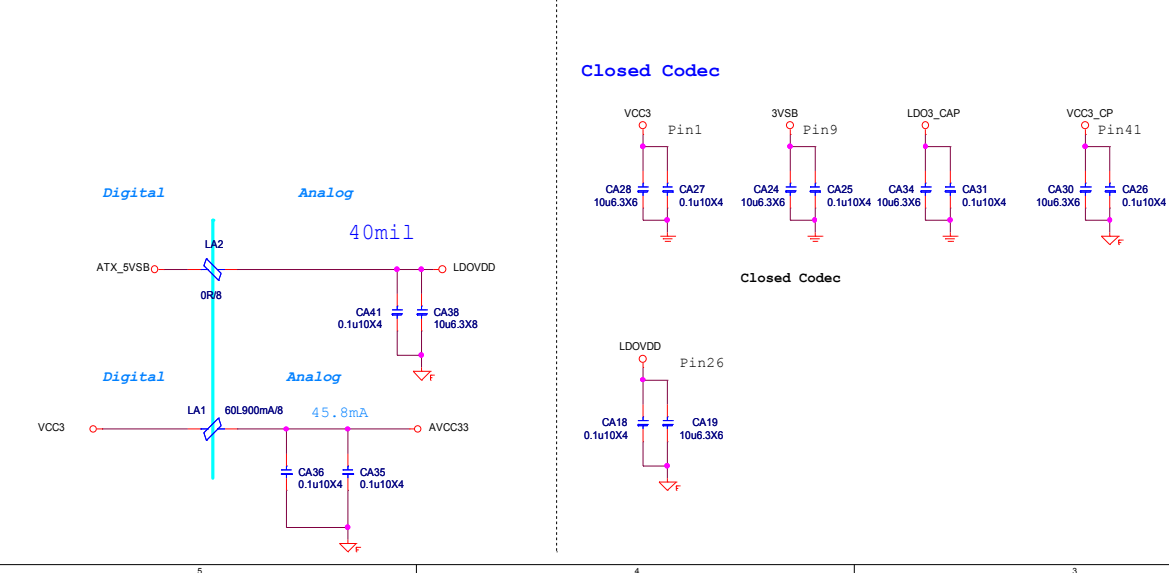 Closed Codec
VCC3
Pin1
3VSB
Pin9
LDO3_CAP
VCC3_CP
Pin41
CA28
10u6.3X6
CA27
0.1u10X4
CA24
10u6.3X6
CA25
0.1u10X4
CA34
10u6.3X6
CA31
0.1u10X4
CA30
10u6.3X6
CA26
0.1u10X4
F
Closed Codec
Digital
Analog
40mil
LA2
ATX_5VSB
LDOVDD
0R/8
CA41
0.1u10X4
CA38
10u6.3X8
F
LDOVDD
Pin26
CA18
0.1u10X4
CA19
10u6.3X6
F
Digital
Analog
LA1
60L900mA/8
45.8mA
VCC3
AVCC33
CA36
0.1u10X4
CA35
0.1u10X4
F
5
4
3